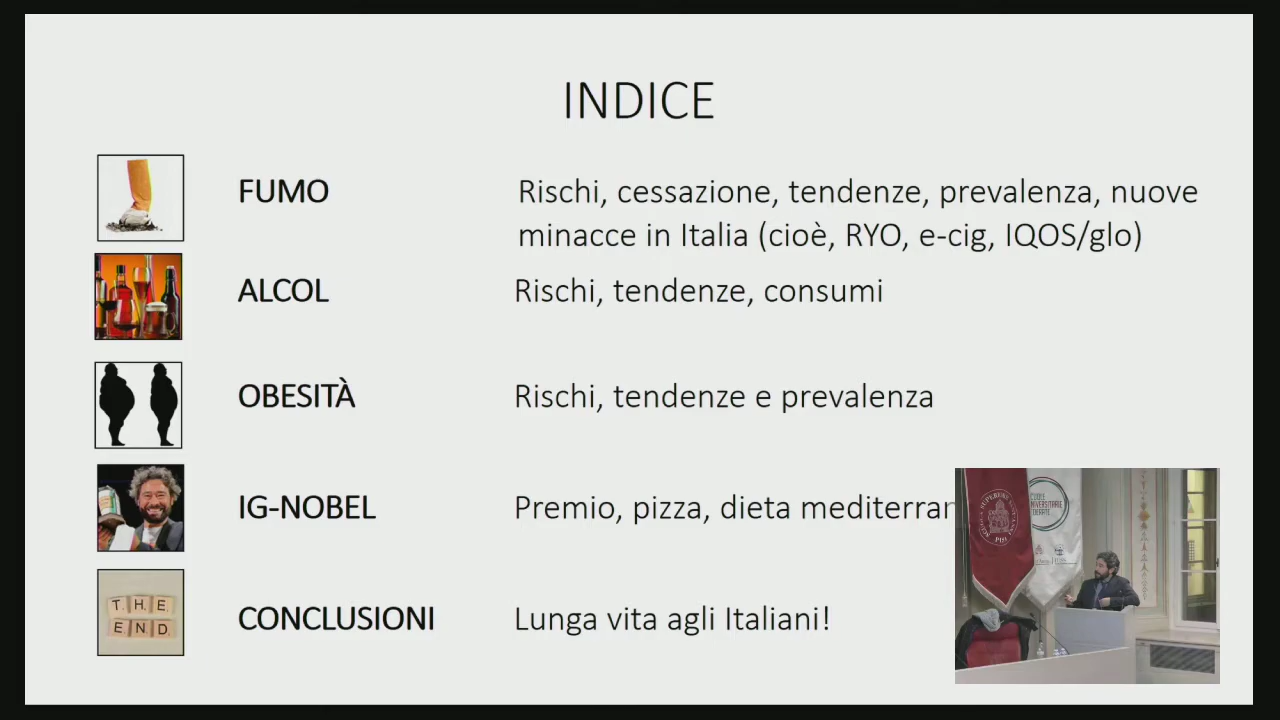 INDICE
FUMO
Rischi, cessazione, tendenze, prevalenza, nuove
minacce in Italia (cioè, RYO, e-cig, IQOS/glo)
ALCOL
Rischi, tendenze, consumi
OBESITÀ
Rischi, tendenze e prevalenza
IG-NOBEL
Premio, pizza, dieta
CONCLUSIONI
Lunga vita agli Italiani!
T H E
E N D